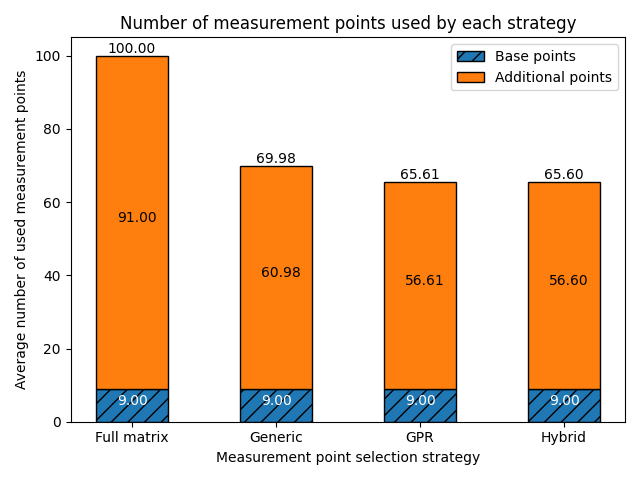 Number of measurement points used by each strategy
Average number of used measurement points
100
80
60
40
20
0
Base points
Additional points
100.00
91.00
9.00
69.98
60.98
9.00
65.61
56.61
9.00
65.60
56.60
9.00
Full matrix
Generic
GPR
Hybrid
Measurement point selection strategy